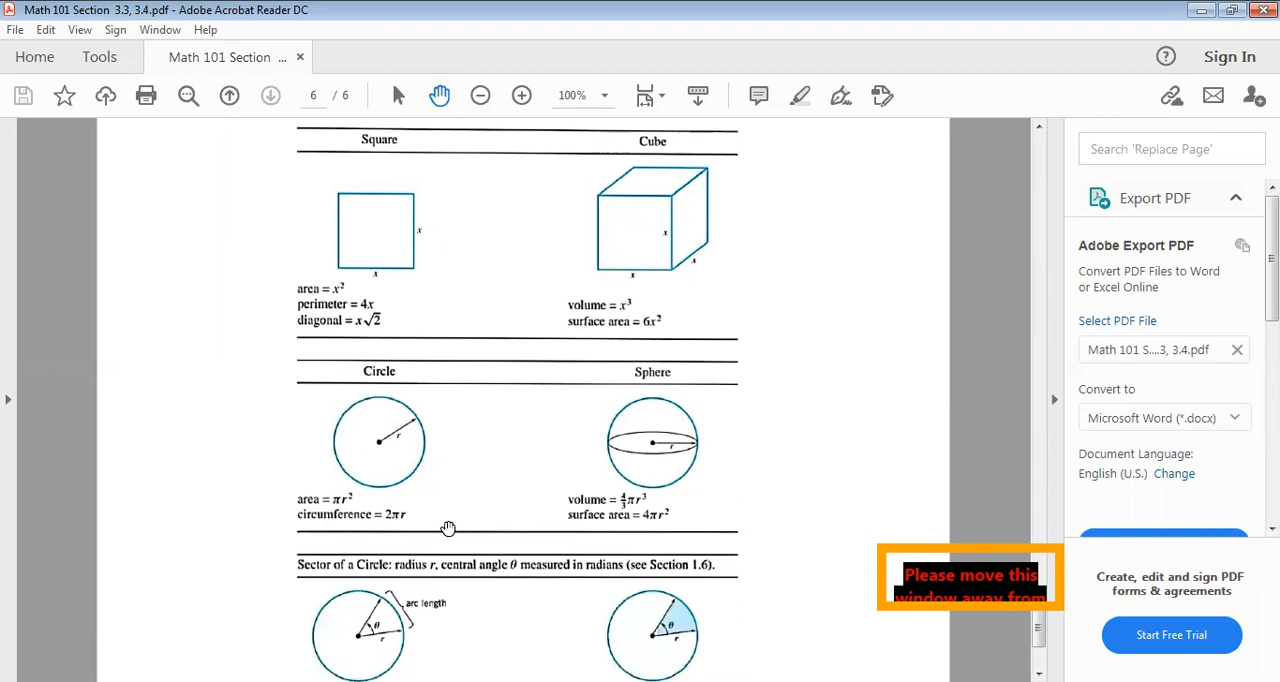 Math 101 Section  3.3, 3.4.pdf - Adobe Acrobat Reader DC
File Edit View Sign Window Help
Home Tools Math 101 Section ... × ? Sign In
6 / 6 100%
Square Cube
x
x
x
x
x
area = x²
perimeter = 4x
diagonal = x√2
volume = x³
surface area = 6x²
Circle Sphere
r
r
area = πr²
circumference = 2πr
volume = 4/3πr³
surface area = 4πr²
Sector of a Circle: radius r, central angle θ measured in radians (see Section 1.6).
arc length
θ
r
θ
r
Please move this
window away from
Search 'Replace Page'
Export PDF
Adobe Export PDF
Convert PDF Files to Word
or Excel Online
Select PDF File
Math 101 S....3, 3.4.pdf
Convert to
Microsoft Word (*.docx)
Document Language:
English (U.S.) Change
Create, edit and sign PDF
forms & agreements
Start Free Trial